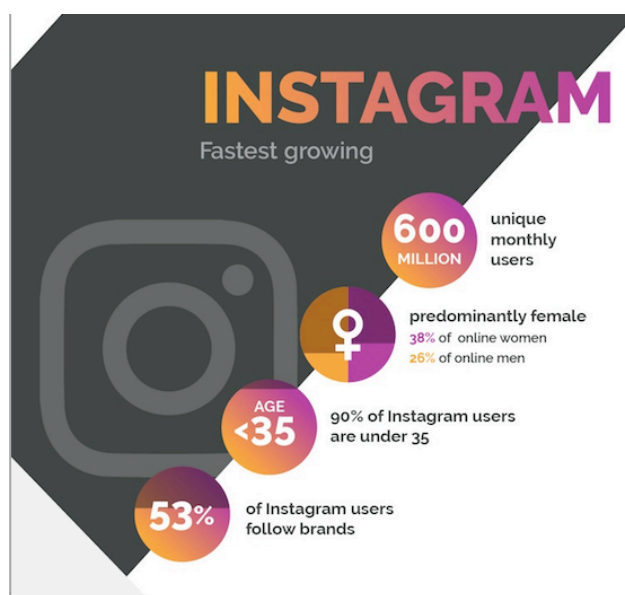 INSTAGRAM
Fastest growing
600
MILLION
unique
monthly
users
predominantly female
38% of online women
26% of online men
AGE
<35
90% of Instagram users
are under 35
53%
of Instagram users
follow brands